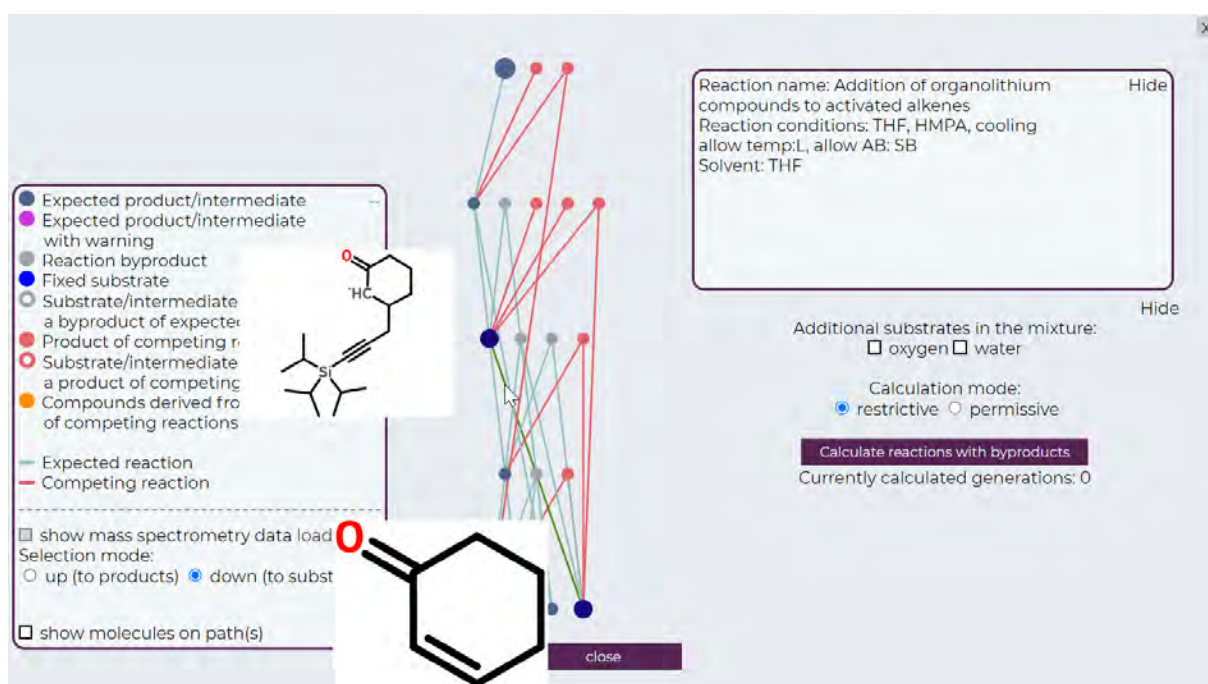 x
Reaction name: Addition of organolithium
compounds to activated alkenes
Reaction conditions: THF, HMPA, cooling
allow temp:L, allow AB: SB
Solvent: THF
Hide
Hide
Additional substrates in the mixture:
oxygen water
Calculation mode:
restrictive permissive
Calculate reactions with byproducts
Currently calculated generations: 0
Expected product/intermediate --
Expected product/intermediate
with warning
Reaction byproduct
Fixed substrate
Substrate/intermediate
a byproduct of expecte
Product of competing r
Substrate/intermediate
a product of competing
Compounds derived fro
of competing reactions
Expected reaction
Competing reaction
show mass spectrometry data load
Selection mode:
up (to products) down (to subst
show molecules on path(s)
O
-HC
Si
O
close